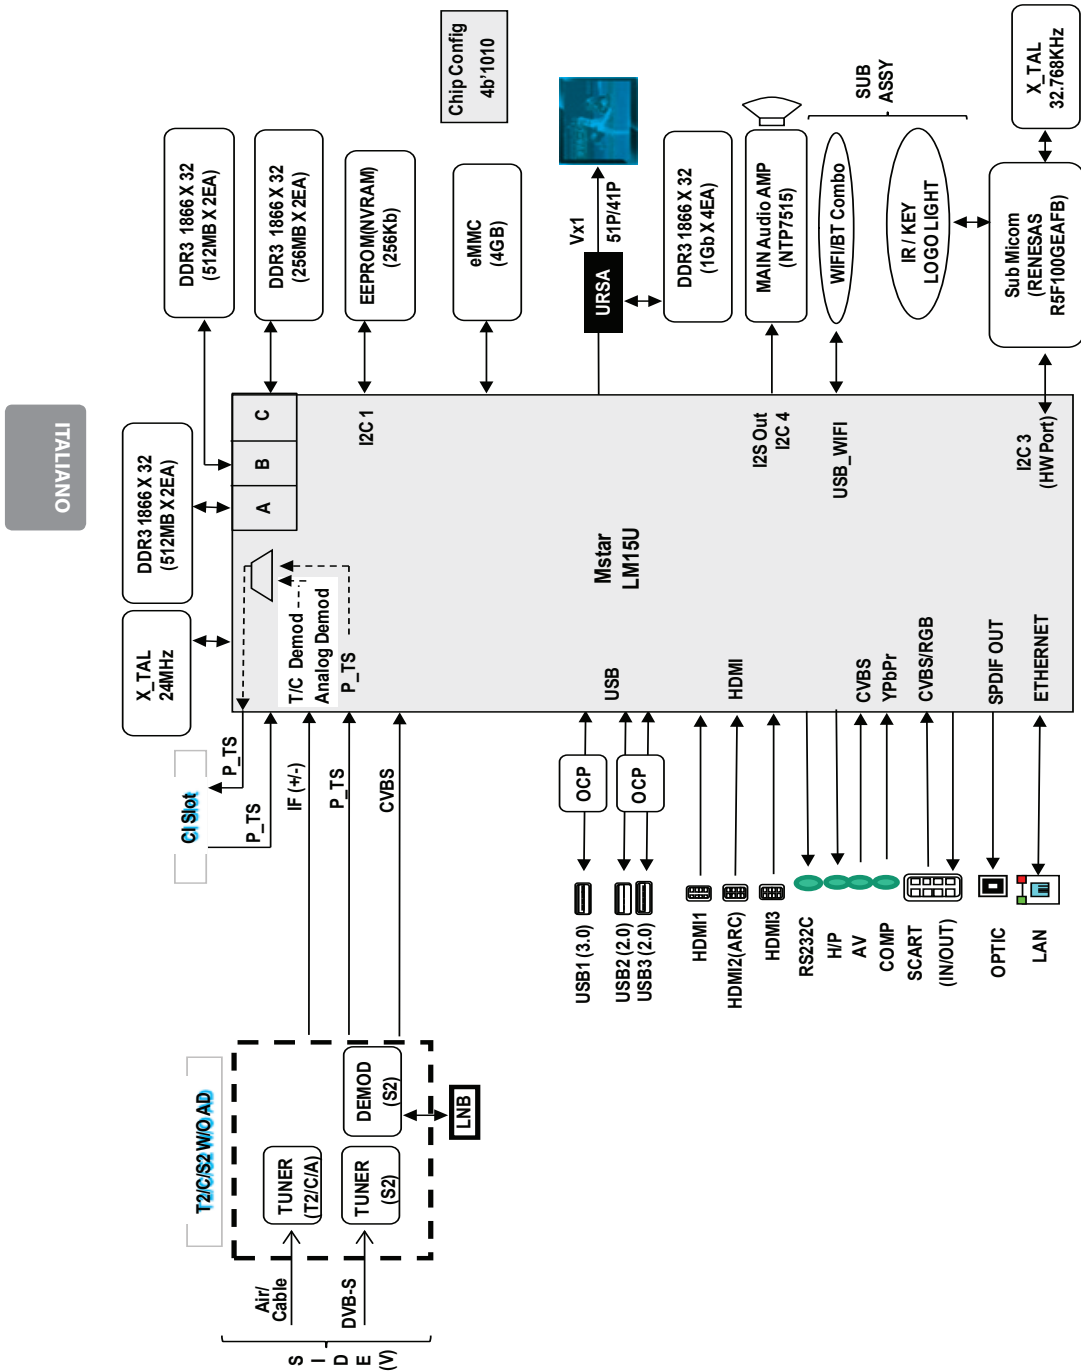 ITALIANO
Chip Config
4b'1010
DDR3 1866 X 32
(512MB X 2EA)
DDR3 1866 X 32
(256MB X 2EA)
EEPROM(NVRAM)
(256Kb)
eMMC
(4GB)
Vx1
51P/41P
URSA
DDR3 1866 X 32
(1Gb X 4EA)
MAIN Audio AMP
(NTP7515)
WIFI/BT Combo
SUB
ASSY
IR / KEY
LOGO LIGHT
X_TAL
32.768KHz
Sub Micom
(RENESAS
R5F100GEAFB)
DDR3 1866 X 32
(512MB X 2EA)
X_TAL
24MHz
A
B
C
I2C 1
I2S Out
I2C 4
USB_WIFI
I2C 3
(HW Port)
Mstar
LM15U
T/C Demod
Analog Demod
P_TS
USB
HDMI
CVBS
YPbPr
CVBS/RGB
SPDIF OUT
ETHERNET
CI Slot
P_TS
P_TS
IF (+/-)
P_TS
CVBS
OCP
OCP
USB1 (3.0)
USB2 (2.0)
USB3 (2.0)
HDMI1
HDMI2(ARC)
HDMI3
RS232C
H/P
AV
COMP
SCART
(IN/OUT)
OPTIC
LAN
T2/C/S2 W/O AD
TUNER
(T2/C/A)
TUNER
(S2)
DEMOD
(S2)
LNB
Air/
Cable
DVB-S
S
I
D
E
(V)